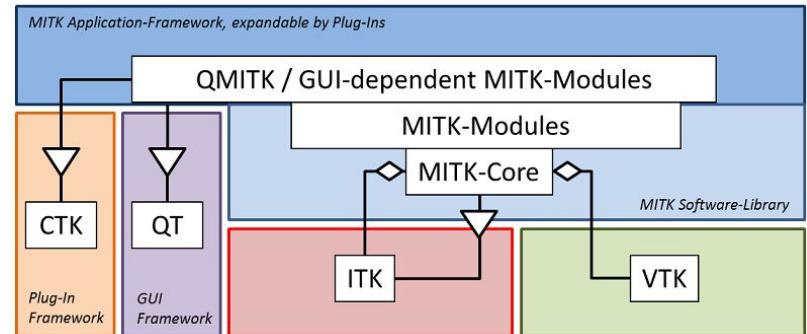 MITK Application-Framework, expandable by Plug-Ins
QMITK / GUI-dependent MITK-Modules
MITK-Modules
MITK-Core
MITK Software-Library
CTK
QT
ITK
VTK
Plug-In
Framework
GUI
Framework